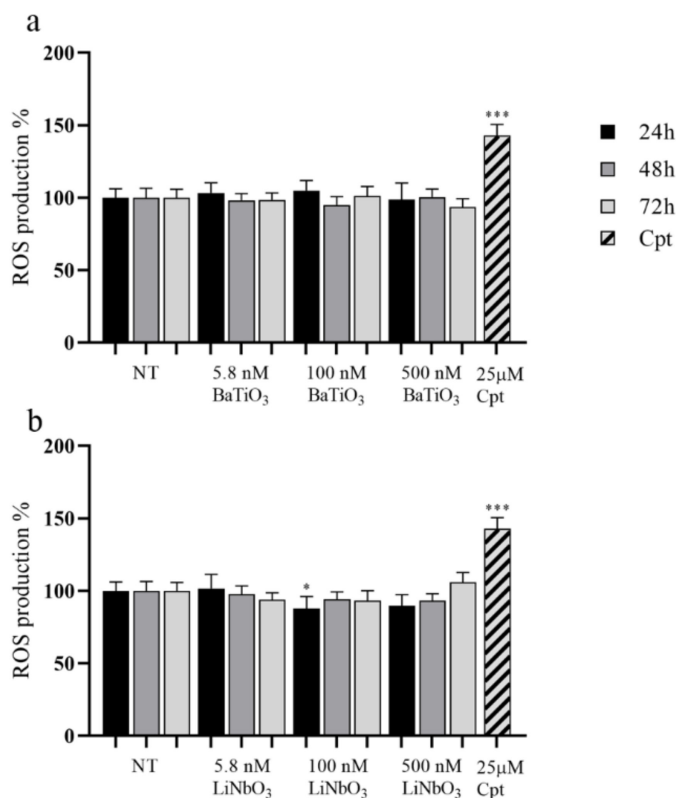 a
200
150
100
50
0
ROS production %
***
24h
48h
72h
Cpt
NT
5.8 nM
BaTiO₃
100 nM
BaTiO₃
500 nM
BaTiO₃
25µM
Cpt
b
200
150
100
50
0
ROS production %
*
***
NT
5.8 nM
LiNbO₃
100 nM
LiNbO₃
500 nM
LiNbO₃
25µM
Cpt